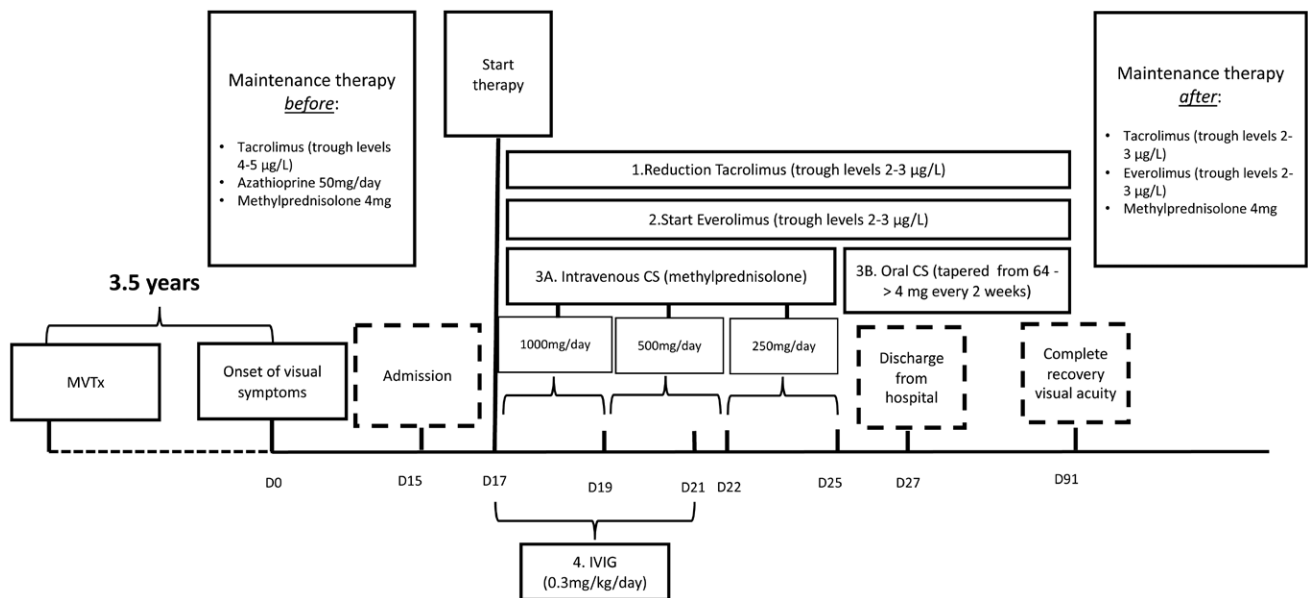 Maintenance therapy
before:
• Tacrolimus (trough levels
4-5 µg/L)
• Azathioprine 50mg/day
• Methylprednisolone 4mg
Start
therapy
Maintenance therapy
after:
• Tacrolimus (trough levels 2-
3 µg/L)
• Everolimus (trough levels 2-
3 µg/L)
• Methylprednisolone 4mg
1.Reduction Tacrolimus (trough levels 2-3 µg/L)
2.Start Everolimus (trough levels 2-3 µg/L)
3A. Intravenous CS (methylprednisolone)
3B. Oral CS (tapered from 64 -
> 4 mg every 2 weeks)
3.5 years
1000mg/day
500mg/day
250mg/day
MVTx
Onset of visual
symptoms
Admission
Discharge
from
hospital
Complete
recovery
visual acuity
D0
D15
D17
D19
D21
D22
D25
D27
D91
4. IVIG
(0.3mg/kg/day)